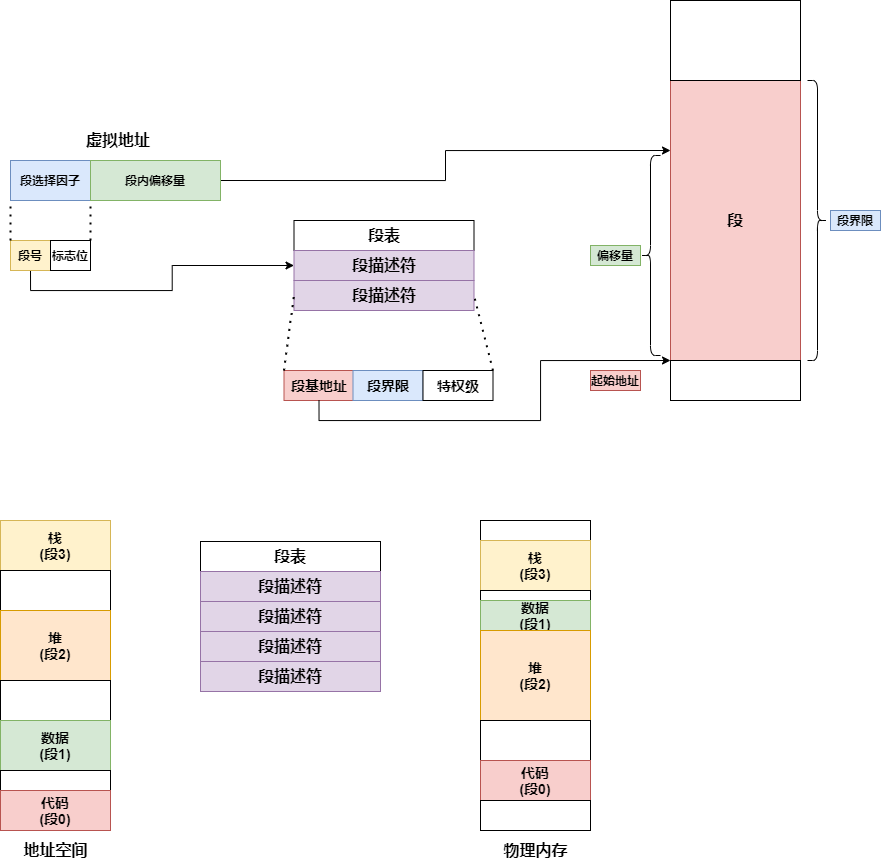 虚拟地址
段选择因子
段内偏移量
段号
标志位
段表
段描述符
段描述符
段基地址
段界限
特权级
段
偏移量
起始地址
段界限
栈
(段3)
堆
(段2)
数据
(段1)
代码
(段0)
地址空间
段表
段描述符
段描述符
段描述符
段描述符
栈
(段3)
数据
(段1)
堆
(段2)
代码
(段0)
物理内存